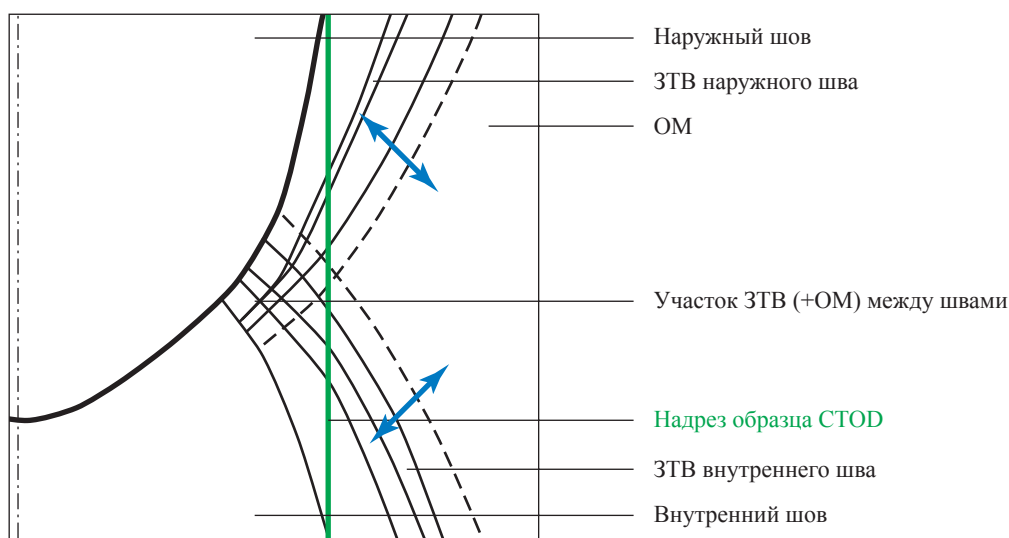 Наружный шов
ЗТВ наружного шва
ОМ
Участок ЗТВ (+ОМ) между швами
Надрез образца CTOD
ЗТВ внутреннего шва
Внутренний шов